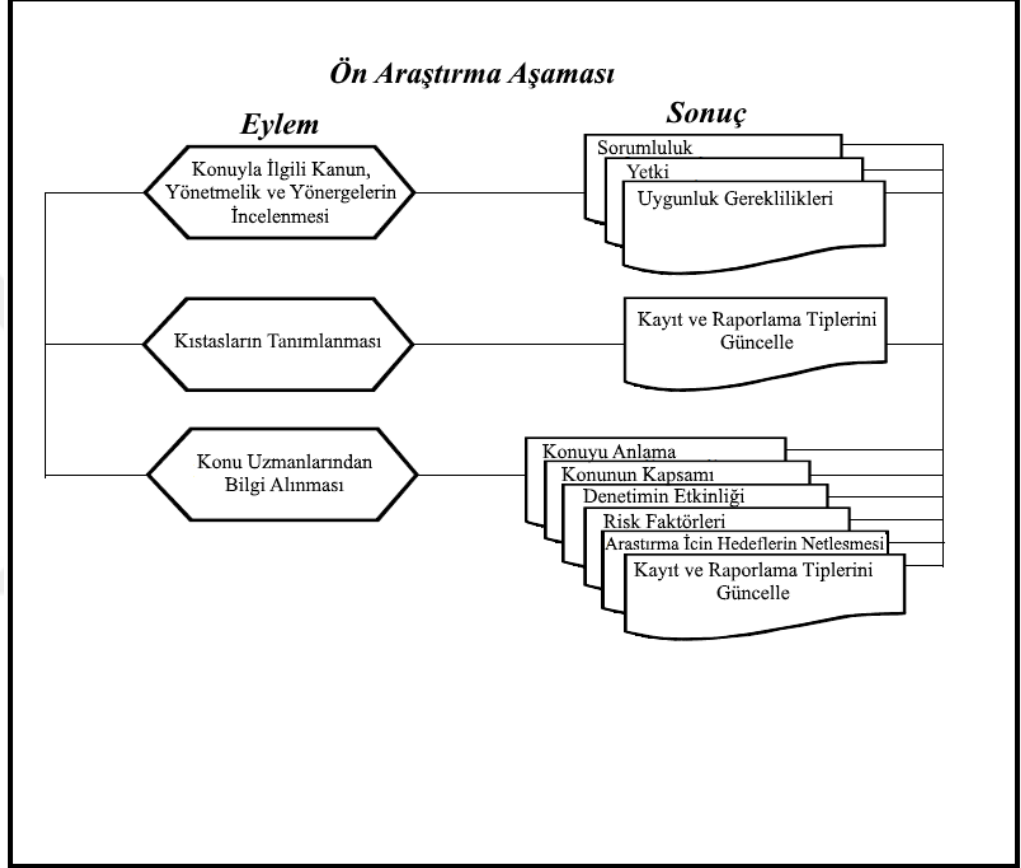 Ön Araştırma Aşaması
Eylem
Sonuç
Konuyla İlgili Kanun,
Yönetmelik ve Yönergelerin
İncelenmesi
Sorumluluk
Yetki
Uygunluk Gereklilikleri
Kıstasların Tanımlanması
Kayıt ve Raporlama Tiplerini
Güncelle
Konu Uzmanlarından
Bilgi Alınması
Konuyu Anlama
Konunun Kapsamı
Denetimin Etkinliği
Risk Faktörleri
Arastırma İcin Hedeflerin Netlesmesi
Kayıt ve Raporlama Tiplerini
Güncelle